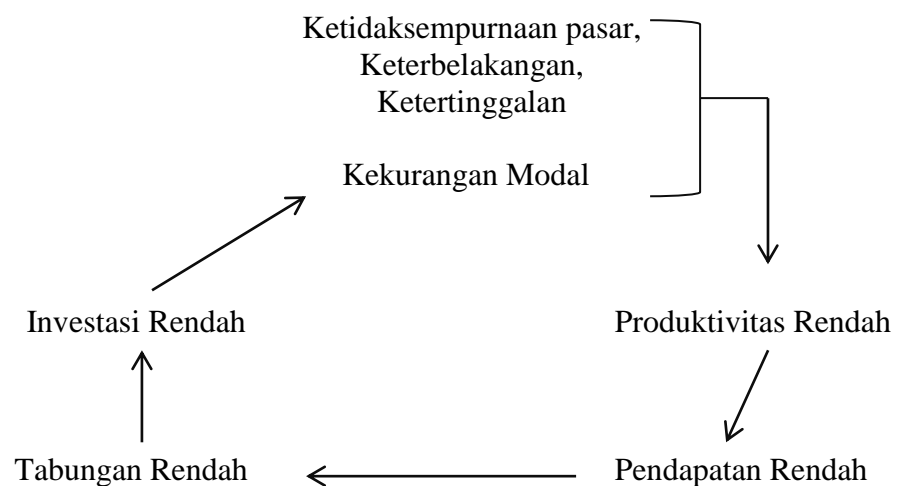 Ketidaksempurnaan pasar,
Keterbelakangan,
Ketertinggalan
Kekurangan Modal
Investasi Rendah
Produktivitas Rendah
Tabungan Rendah
Pendapatan Rendah